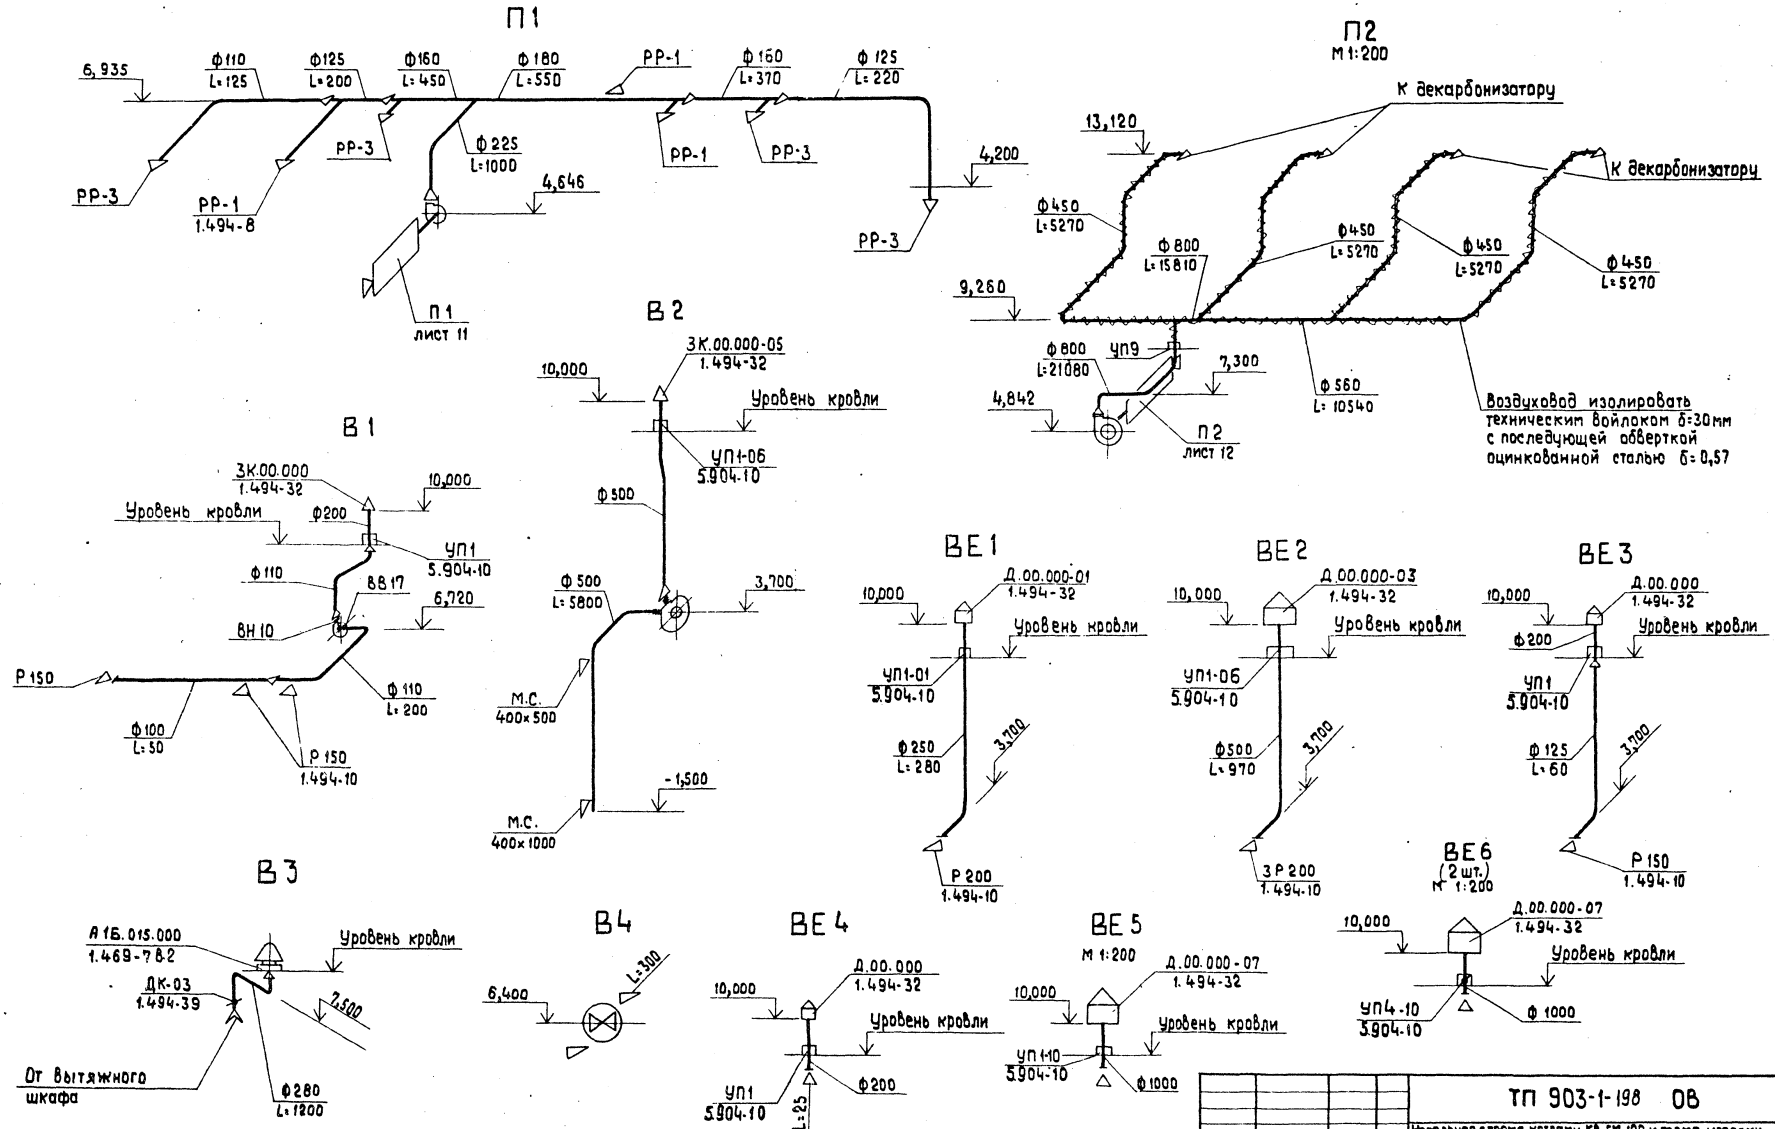 П1
6,935
Ф110
L=125
Ф125
L=200
Ф160
L=450
Ф180
L=550
РР-1
Ф160
L=370
Ф125
L=220
РР-3
РР-1
1.494-8
РР-3
Ф225
L=1000
4,646
РР-1
РР-3
4,200
РР-3
П1
лист 11
П2
М 1:200
К декарбонизатору
13,120
К декарбонизатору
Ф450
L=5270
Ф800
L=15810
Ф450
L=5270
Ф450
L=5270
Ф450
L=5270
9,260
Ф800
L=21080
УП9
7,300
4,842
Ф560
L=10540
П2
лист 12
Воздуховод изолировать
техническим войлоком б=30мм
с последующей обверткой
оцинкованной сталью б=0,57
В1
3К.00.000
1.494-32
10,000
Уровень кровли
Ф200
УП1
5.904-10
Ф110
ВВ17
6,720
ВН10
Р150
Ф110
L=200
Ф100
L=50
Р150
1.494-10
В2
3К.00.000-05
1.494-32
10,000
Уровень кровли
УП1-06
5.904-10
Ф500
Ф500
L=5800
3,700
М.С.
400×500
-1,500
М.С.
400×1000
ВЕ1
Д.00.000-01
1.494-32
10,000
Уровень кровли
УП1-01
5.904-10
Ф250
L=280
3,700
Р200
1.494-10
ВЕ2
Д.00.000-03
1.494-32
10,000
Уровень кровли
УП1-06
5.904-10
Ф500
L=970
3,700
3Р200
1.494-10
ВЕ3
Д.00.000
1.494-32
10,000
Ф200
Уровень кровли
УП1
5.904-10
Ф125
L=60
3,700
Р150
1.494-10
В3
А1Б.015.000
1.469-7 В.2
Уровень кровли
ДК-03
1.494-39
7,500
От вытяжного
шкафа
Ф280
L=1200
В4
L=300
6,400
ВЕ4
Д.00.000
1.494-32
10,000
Уровень кровли
УП1
5.904-10
Ф200
L=25
ВЕ5
М 1:200
Д.00.000-07
1.494-32
10,000
Уровень кровли
УП1-10
5.904-10
Ф1000
ВЕ6
(2 шт.)
М 1:200
Д.00.000-07
1.494-32
10,000
Уровень кровли
УП4-10
5.904-10
Ф1000
ТП 903-1-198 ОВ